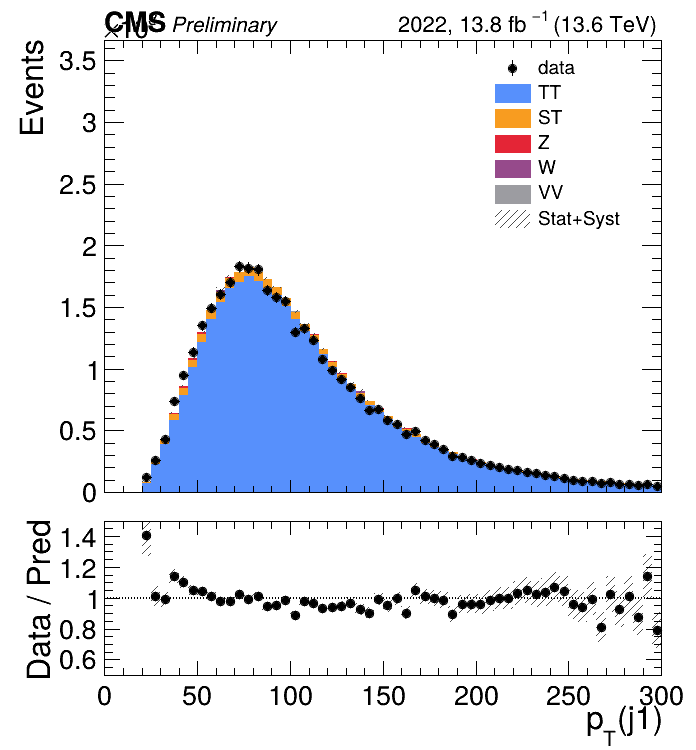 CMS Preliminary 2022, 13.8 fb⁻¹ (13.6 TeV)
Events
3.5
3
2.5
2
1.5
1
0.5
0
data
TT
ST
Z
W
VV
Stat+Syst
Data / Pred
1.4
1.2
1
0.8
0.6
0 50 100 150 200 250 300
p_T(j1)